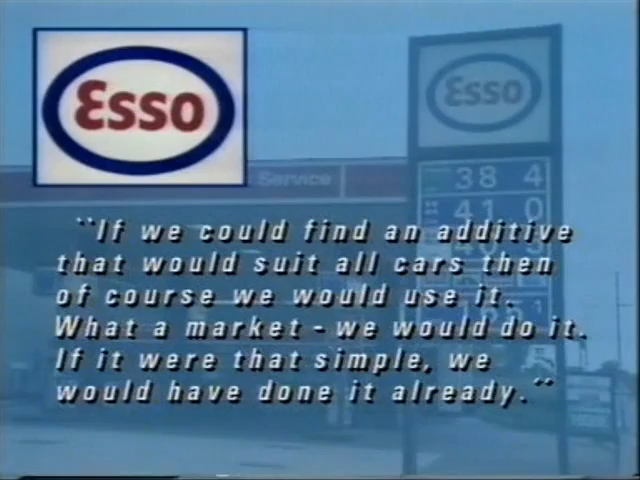 Esso
Esso
Service
38 4
41 0
``If we could find an additive
that would suit all cars then
of course we would use it.
What a market - we would do it.
If it were that simple, we
would have done it already.´´